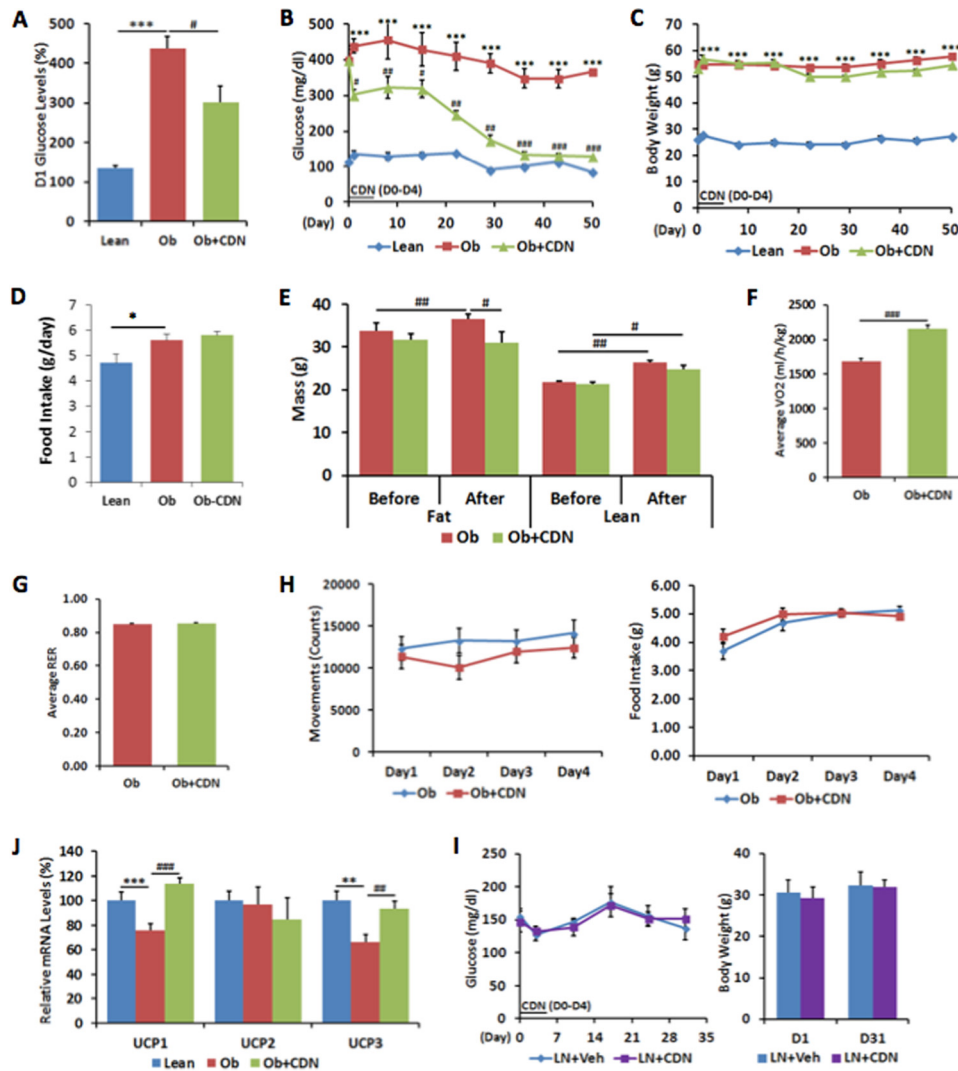 A
D1 Glucose Levels (%)
500
400
300
200
100
0
*** #
Lean Ob Ob+CDN
B
Glucose (mg/dl)
500
400
300
200
100
0
*** *** *** *** *** *** *** ***
# ## # ## ## ### ### ###
CDN (D0-D4)
(Day) 0 10 20 30 40 50
Lean Ob Ob+CDN
C
Body Weight (g)
70
60
50
40
30
20
10
0
*** *** *** *** *** *** *** ***
CDN (D0-D4)
(Day) 0 10 20 30 40 50
Lean Ob Ob+CDN
D
Food Intake (g/day)
7
6
5
4
3
2
1
0
*
Lean Ob Ob-CDN
E
Mass (g)
40
30
20
10
0
## # ## #
Before After Before After
Fat Lean
Ob Ob+CDN
F
Average VO2 (ml/h/kg)
2500
2000
1500
1000
500
0
###
Ob Ob+CDN
G
Average RER
1.00
0.80
0.60
0.40
0.20
0.00
Ob Ob+CDN
H
Movements (Counts)
20000
15000
10000
5000
0
Day1 Day2 Day3 Day4
Ob Ob+CDN
Food Intake (g)
6.00
5.00
4.00
3.00
2.00
1.00
0.00
Day1 Day2 Day3 Day4
Ob Ob+CDN
J
Relative mRNA Levels (%)
140
120
100
80
60
40
20
0
*** ### ** ##
UCP1 UCP2 UCP3
Lean Ob Ob+CDN
I
Glucose (mg/dl)
250
200
150
100
50
0
CDN (D0-D4)
(Day) 0 7 14 21 28 35
LN+Veh LN+CDN
Body Weight (g)
40
30
20
10
0
D1 D31
LN+Veh LN+CDN